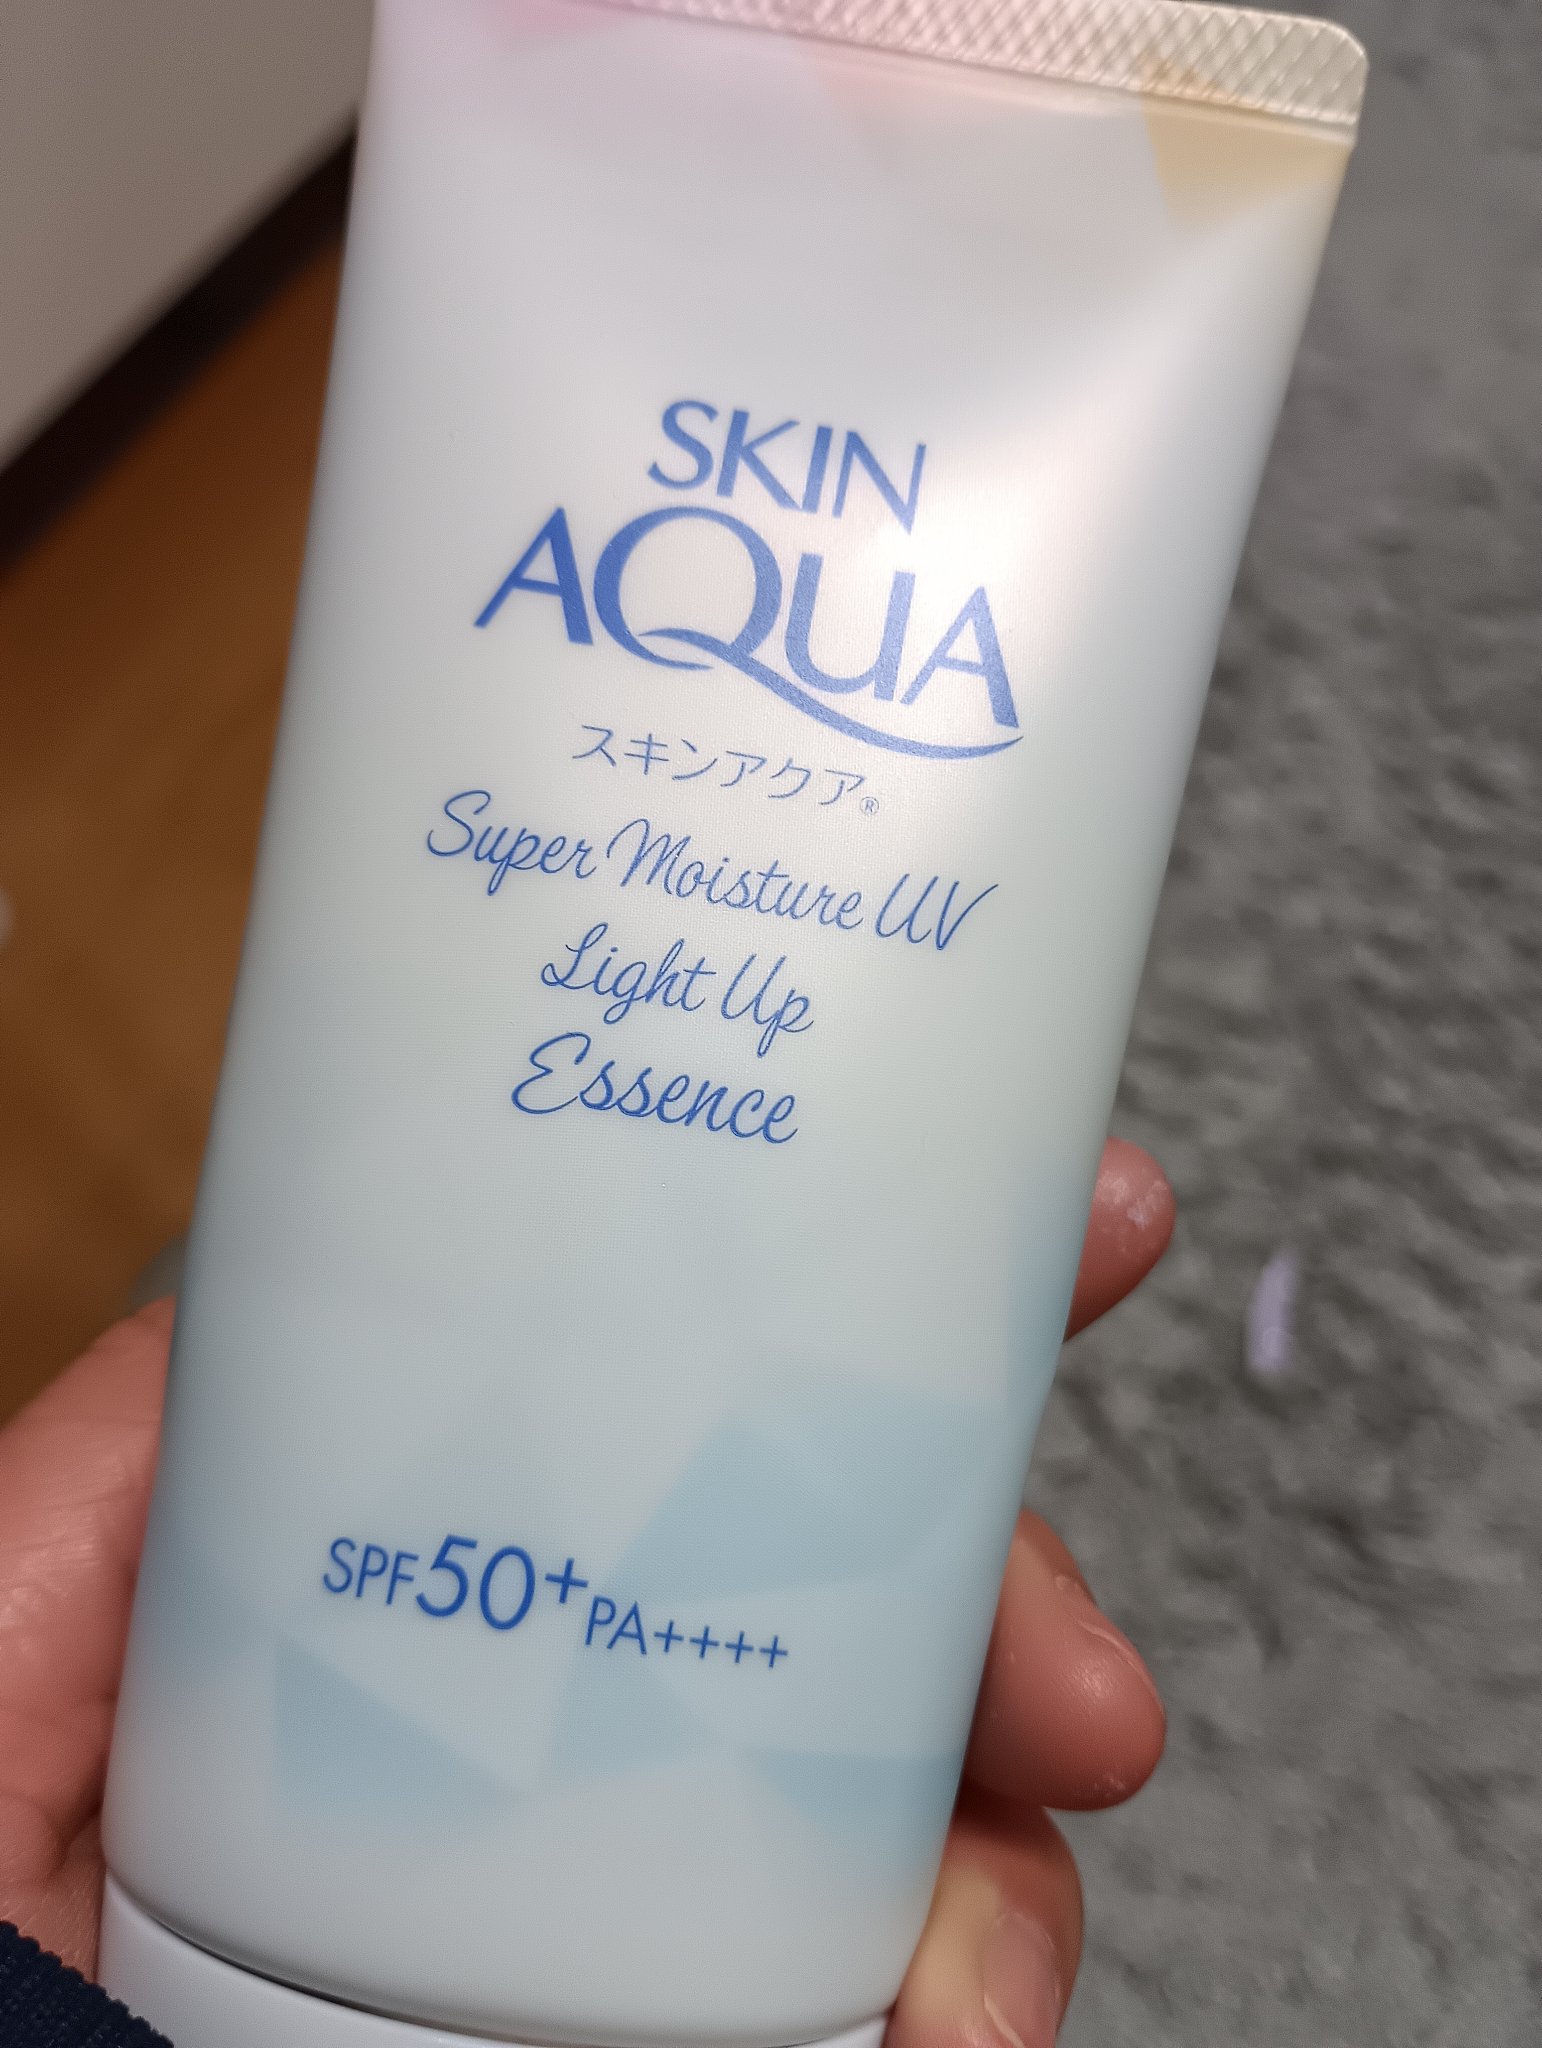 SKIN
AQUA
スキンアクア®
Super Moisture UV
Light Up
Essence
SPF50+ PA++++